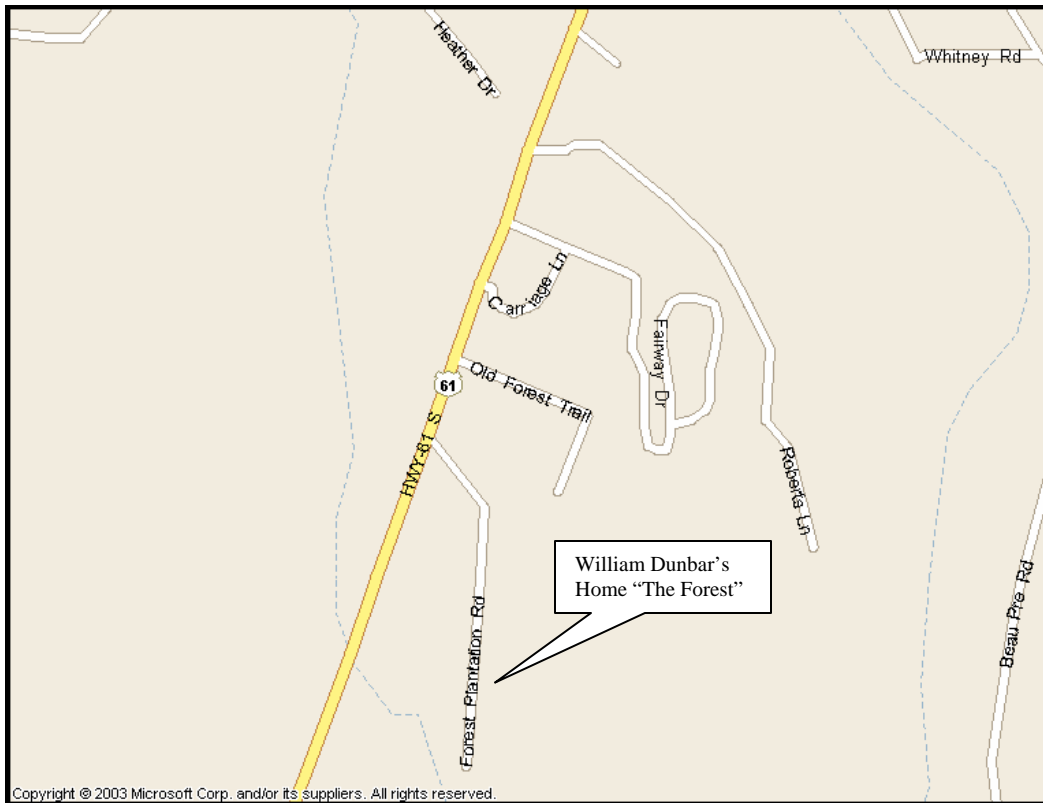 Heather Dr
Whitney Rd
Carriage Ln
Fairway Dr
Old Forest Trail
61
HWY-61 S
Roberts Ln
William Dunbar’s
Home “The Forest”
Forest Plantation Rd
Beau Pre Rd
Copyright © 2003 Microsoft Corp. and/or its suppliers. All rights reserved.